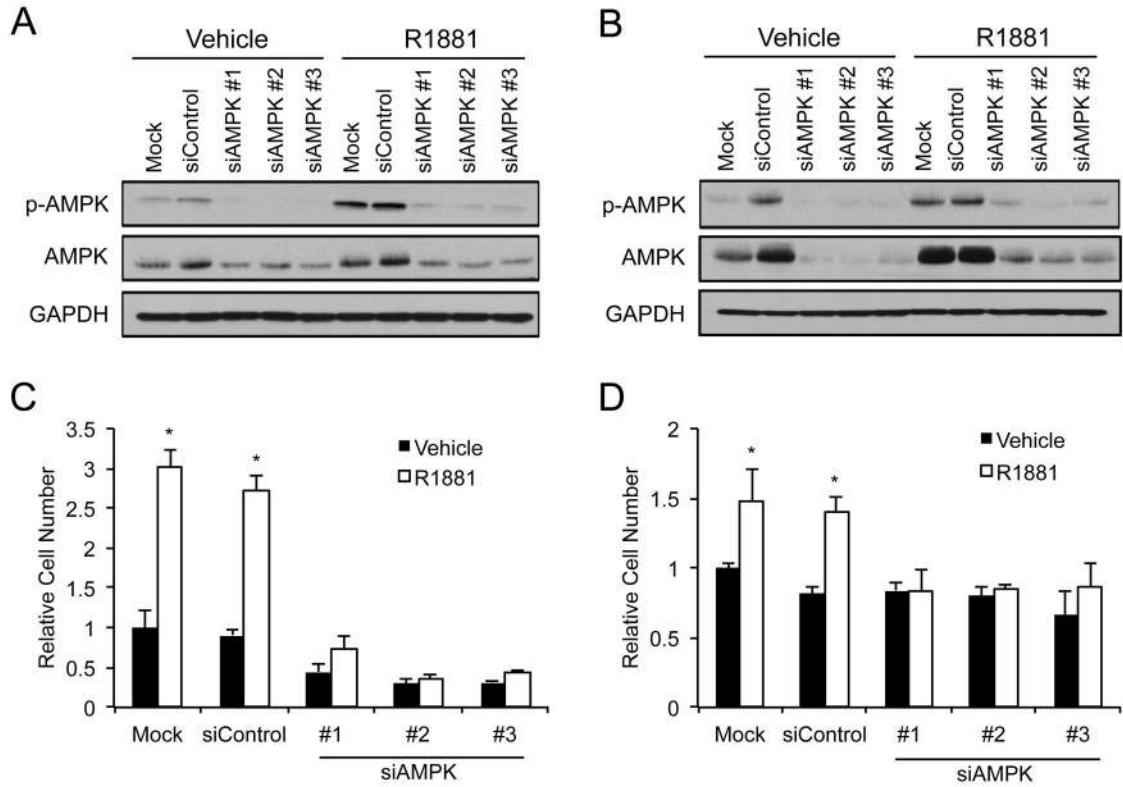 A
Vehicle R1881
Mock siControl siAMPK #1 siAMPK #2 siAMPK #3 Mock siControl siAMPK #1 siAMPK #2 siAMPK #3
p-AMPK
AMPK
GAPDH
B
Vehicle R1881
Mock siControl siAMPK #1 siAMPK #2 siAMPK #3 Mock siControl siAMPK #1 siAMPK #2 siAMPK #3
p-AMPK
AMPK
GAPDH
C
Relative Cell Number
3.5
3
2.5
2
1.5
1
0.5
0
* *
Vehicle
R1881
Mock siControl #1 #2 #3
siAMPK
D
Relative Cell Number
2
1.5
1
0.5
0
* *
Vehicle
R1881
Mock siControl #1 #2 #3
siAMPK